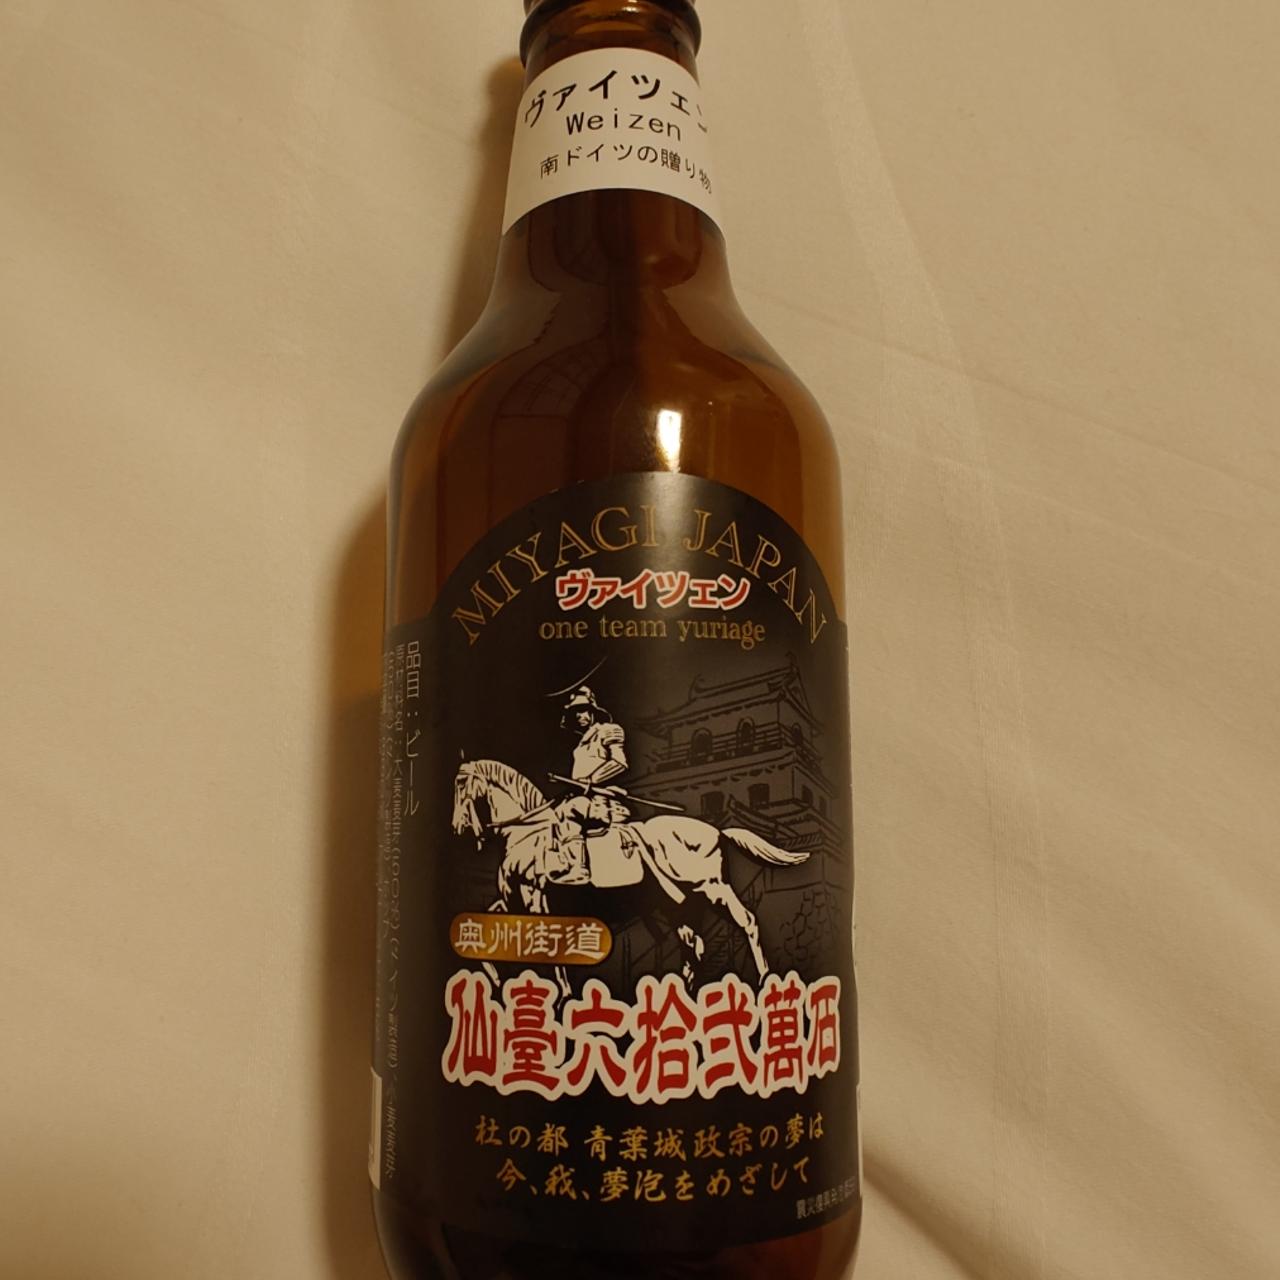 ヴァイツェン
Weizen
南ドイツの贈り物
MIYAGI JAPAN
ヴァイツェン
one team yuriage
品目：ビール
奥州街道
仙臺六拾弐萬石
杜の都 青葉城政宗の夢は
今、我、夢泡をめざして